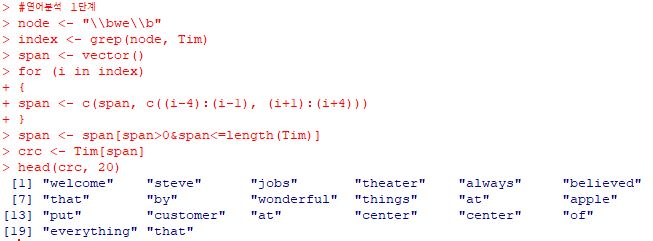 > #연어분석 1단계
> node <- "\\bwe\\b"
> index <- grep(node, Tim)
> span <- vector()
> for (i in index)
+ {
+ span <- c(span, c((i-4):(i-1), (i+1):(i+4)))
+ }
> span <- span[span>0&span<=length(Tim)]
> crc <- Tim[span]
> head(crc, 20)
[1] "welcome" "steve" "jobs" "theater" "always" "believed"
[7] "that" "by" "wonderful" "things" "at" "apple"
[13] "put" "customer" "at" "center" "center" "of"
[19] "everything" "that"